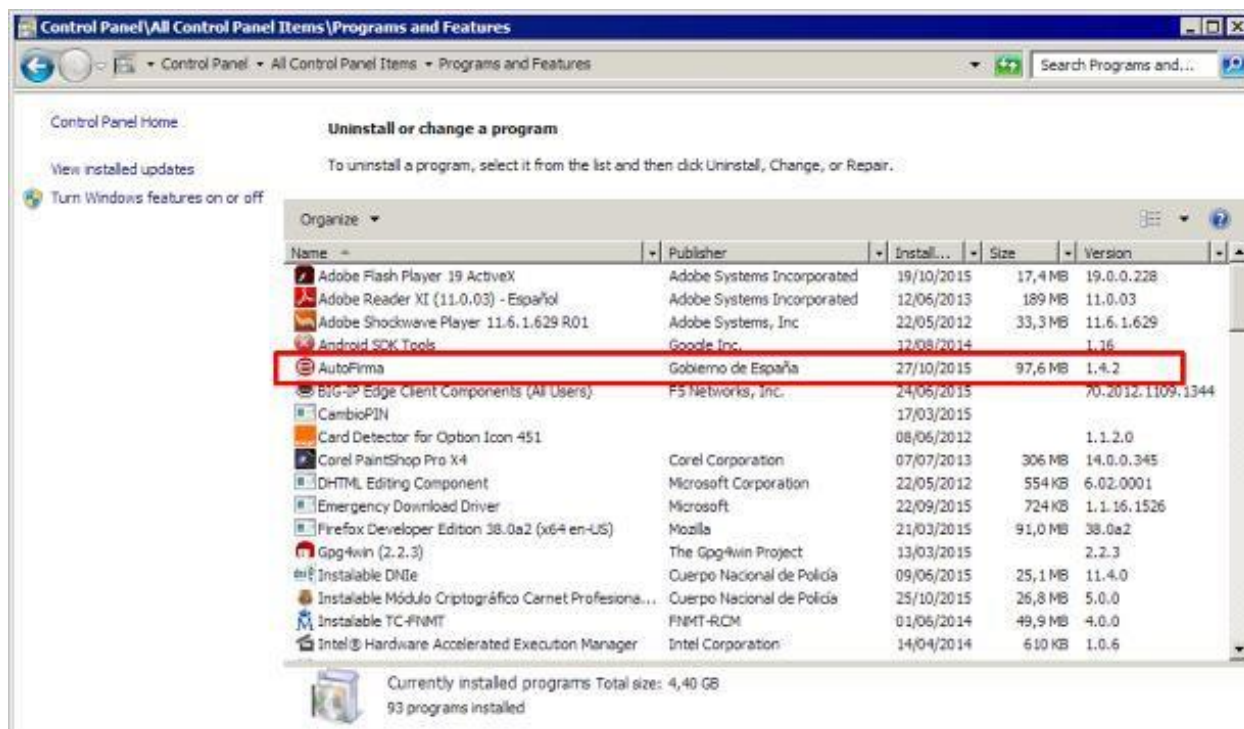 Control Panel\All Control Panel Items\Programs and Features
Control Panel All Control Panel Items Programs and Features Search Programs and...
Control Panel Home
View installed updates
Turn Windows features on or off
Uninstall or change a program
To uninstall a program, select it from the list and then click Uninstall, Change, or Repair.
Organize
Name Publisher Install... Size Version
Adobe Flash Player 19 ActiveX Adobe Systems Incorporated 19/10/2015 17,4 MB 19.0.0.228
Adobe Reader XI (11.0.03) - Español Adobe Systems Incorporated 12/06/2013 189 MB 11.0.03
Adobe Shockwave Player 11.6.1.629 R01 Adobe Systems, Inc 22/05/2012 33,3 MB 11.6.1.629
Android SDK Tools Google Inc. 12/08/2014 1.16
AutoFirma Gobierno de España 27/10/2015 97,6 MB 1.4.2
BIG-IP Edge Client Components (All Users) F5 Networks, Inc. 24/06/2015 70.2012.1109.1344
CambioPIN 17/03/2015
Card Detector for Option Icon 451 08/06/2012 1.1.2.0
Corel PaintShop Pro X4 Corel Corporation 07/07/2013 306 MB 14.0.0.345
DHTML Editing Component Microsoft Corporation 22/05/2012 554 KB 6.02.0001
Emergency Download Driver Microsoft 22/09/2015 724 KB 1.1.16.1526
Firefox Developer Edition 38.0a2 (x64 en-US) Mozilla 21/03/2015 91,0 MB 38.0a2
Gpg4win (2.2.3) The Gpg4win Project 13/03/2015 2.2.3
Instalable DNIe Cuerpo Nacional de Policía 09/06/2015 25,1 MB 11.4.0
Instalable Módulo Criptográfico Carnet Profesiona... Cuerpo Nacional de Policía 25/10/2015 26,8 MB 5.0.0
Instalable TC-FNMT FNMT-RCM 01/06/2014 49,9 MB 4.0.0
Intel® Hardware Accelerated Execution Manager Intel Corporation 14/04/2014 610 KB 1.0.6
Currently installed programs Total size: 4,40 GB
93 programs installed